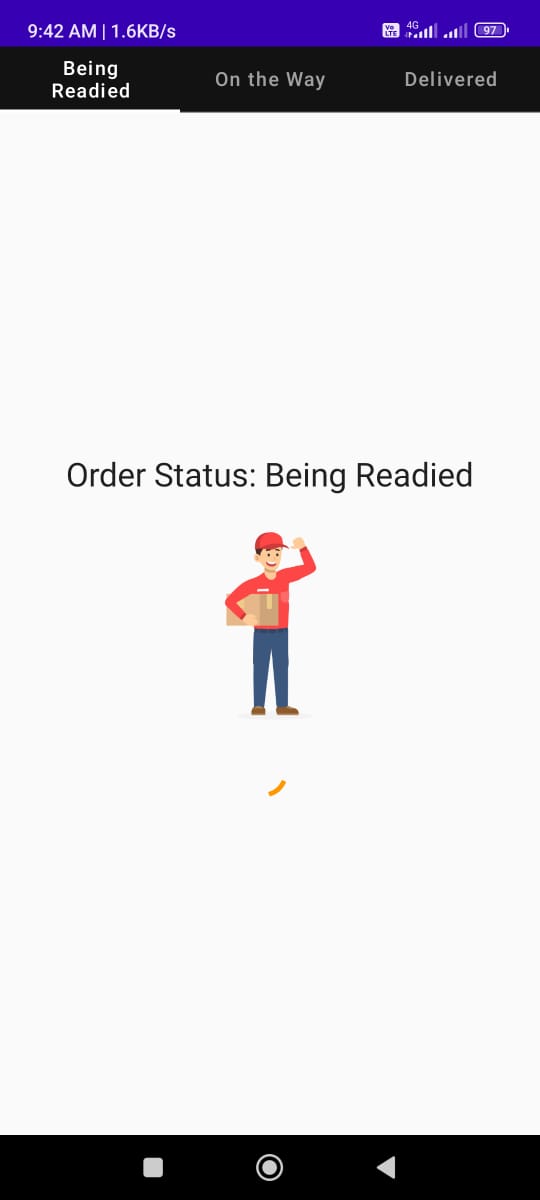 9:42 AM | 1.6KB/s
Vo
LTE
4G
97
Being
Readied
On the Way
Delivered
Order Status: Being Readied